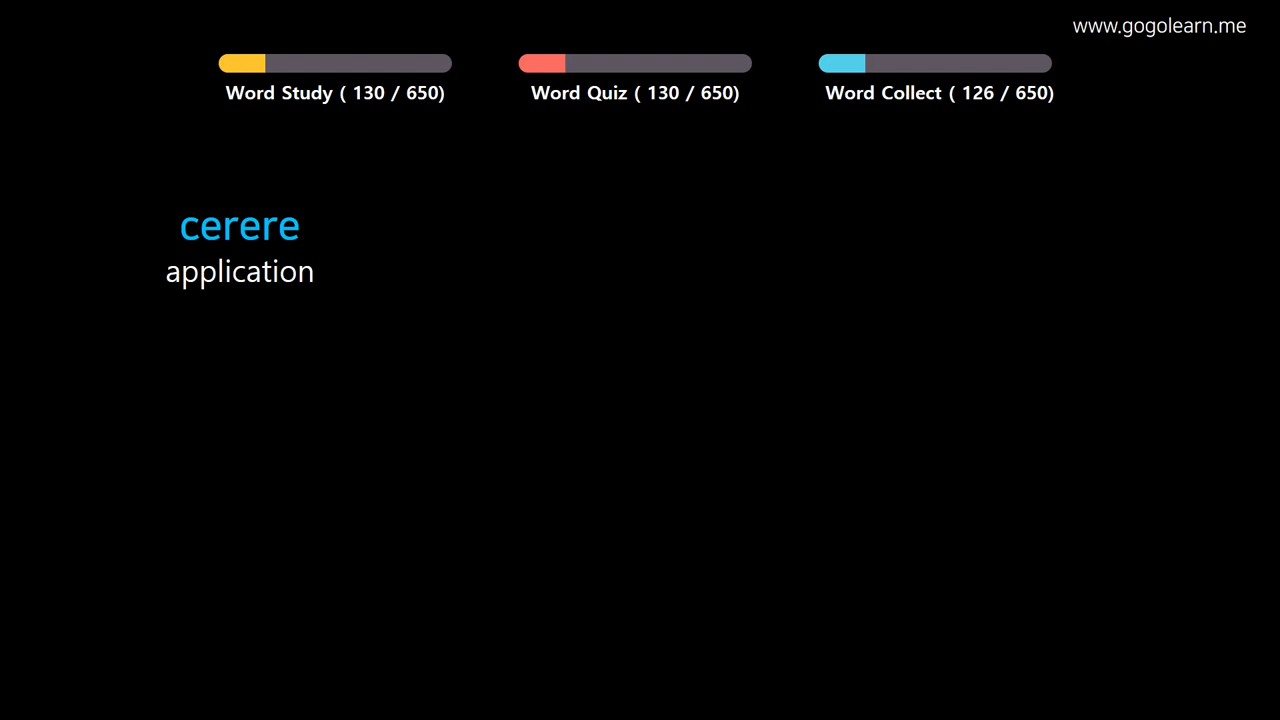 www.gogolearn.me
Word Study ( 130 / 650)
Word Quiz ( 130 / 650)
Word Collect ( 126 / 650)
cerere
application